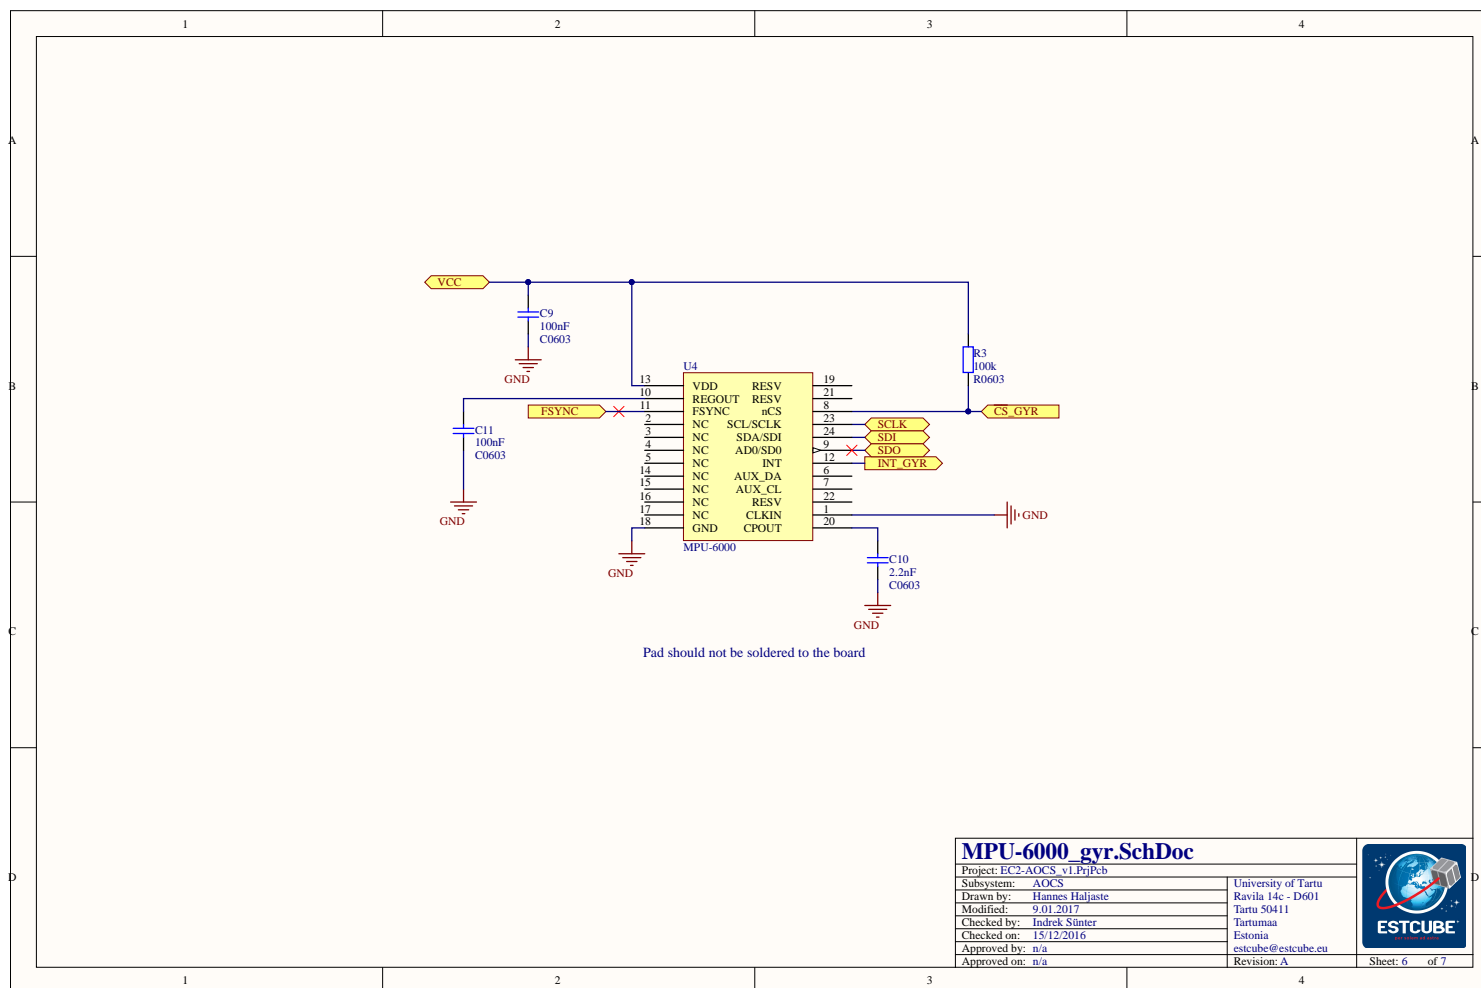 1 2 3 4
A A
B B
C C
D D
VCC
C9
100nF
C0603
GND
R3
100k
R0603
U4
13 VDD RESV 19
10 REGOUT RESV 21
FSYNC 11 FSYNC nCS 8 CS_GYR
2 NC SCL/SCLK 23 SCLK
3 NC SDA/SDI 24 SDI
4 NC AD0/SD0 9 SDO
5 NC INT 12 INT_GYR
14 NC AUX_DA 6
15 NC AUX_CL 7
16 NC RESV 22
17 NC CLKIN 1 GND
18 GND CPOUT 20
MPU-6000
C11
100nF
C0603
GND
GND
C10
2.2nF
C0603
GND
Pad should not be soldered to the board
MPU-6000_gyr.SchDoc
Project: EC2-AOCS_v1.PrjPcb
Subsystem: AOCS University of Tartu
Drawn by: Hannes Haljaste Ravila 14c - D601
Modified: 9.01.2017 Tartu 50411
Checked by: Indrek Sünter Tartumaa
Checked on: 15/12/2016 Estonia
Approved by: n/a estcube@estcube.eu
Approved on: n/a Revision: A Sheet: 6 of 7
ESTCUBE
1 2 3 4